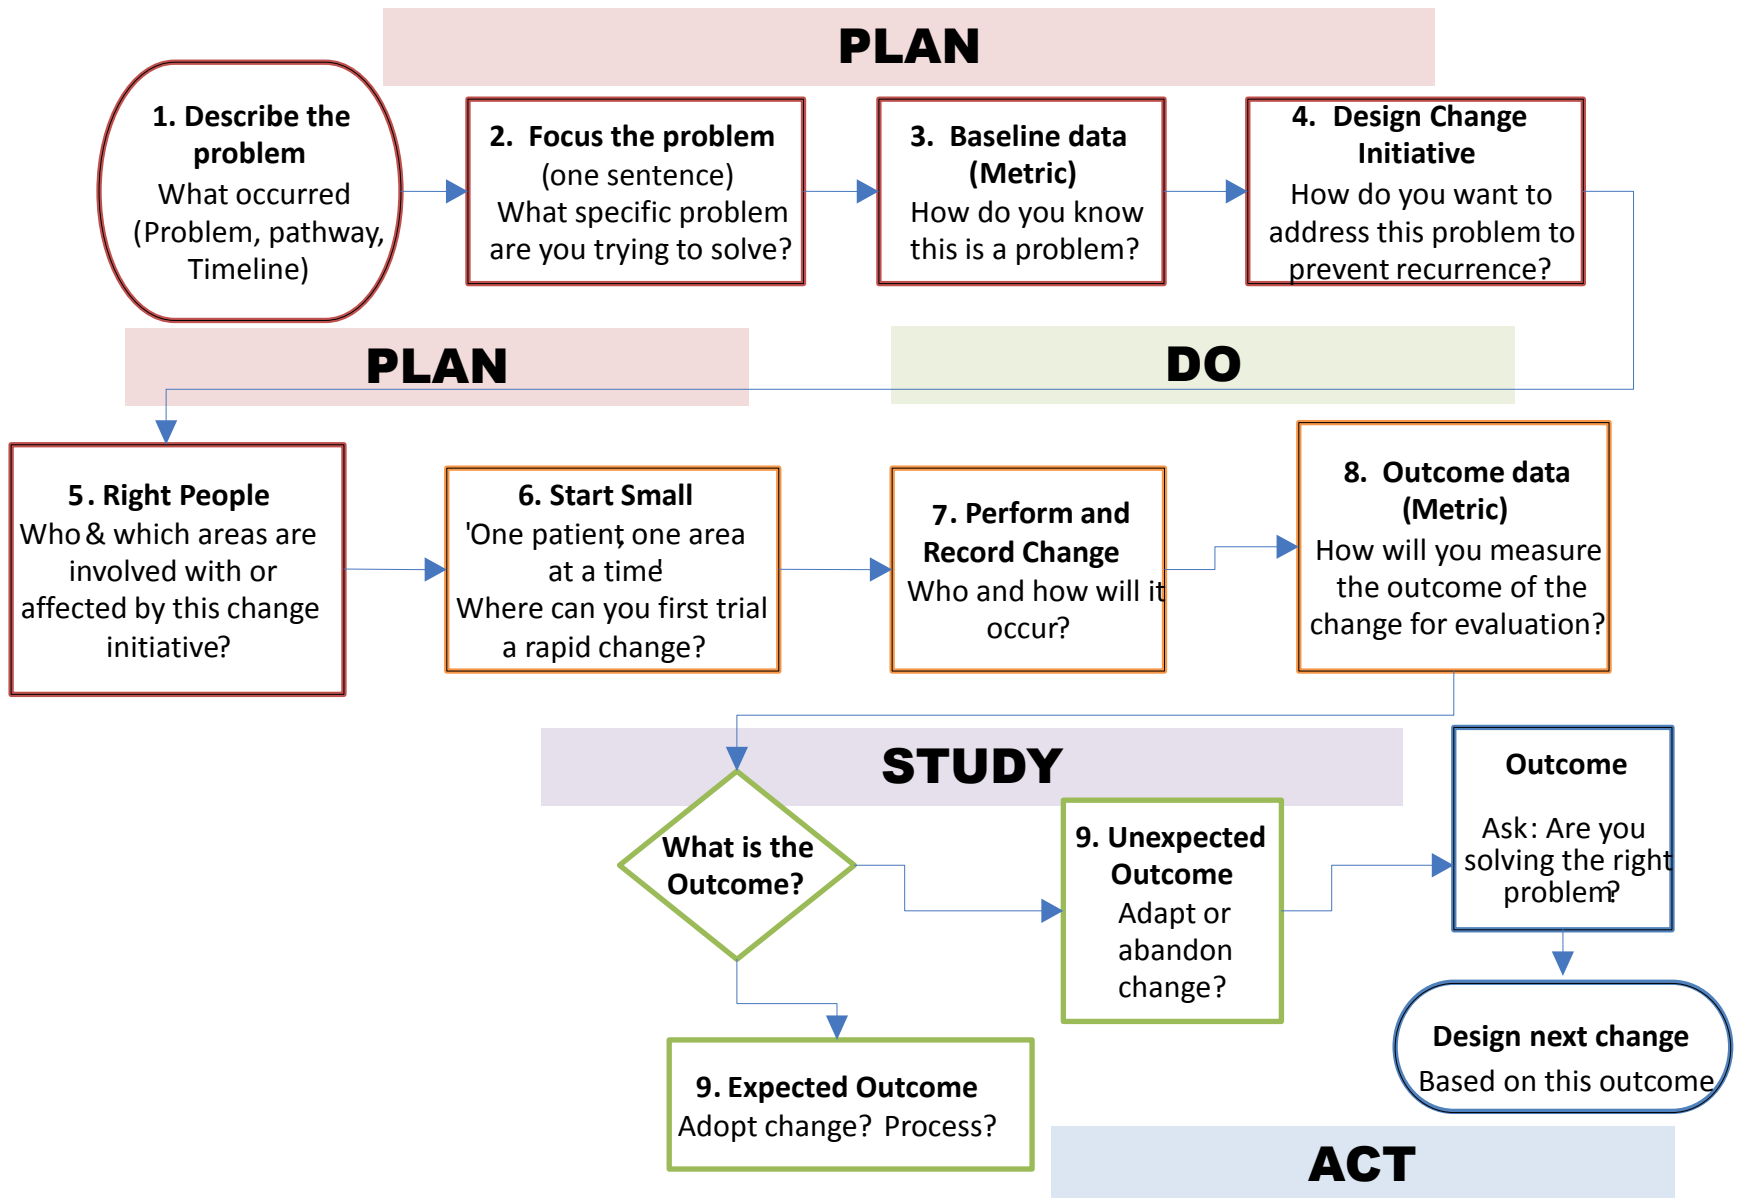 PLAN
1. Describe the
problem
What occurred
(Problem, pathway,
Timeline)
2. Focus the problem
(one sentence)
What specific problem
are you trying to solve?
3. Baseline data
(Metric)
How do you know
this is a problem?
4. Design Change
Initiative
How do you want to
address this problem to
prevent recurrence?
PLAN
DO
5. Right People
Who & which areas are
involved with or
affected by this change
initiative?
6. Start Small
'One patient, one area
at a time'
Where can you first trial
a rapid change?
7. Perform and
Record Change
Who and how will it
occur?
8. Outcome data
(Metric)
How will you measure
the outcome of the
change for evaluation?
STUDY
What is the
Outcome?
9. Unexpected
Outcome
Adapt or
abandon
change?
Outcome
Ask: Are you
solving the right
problem?
9. Expected Outcome
Adopt change? Process?
Design next change
Based on this outcome
ACT